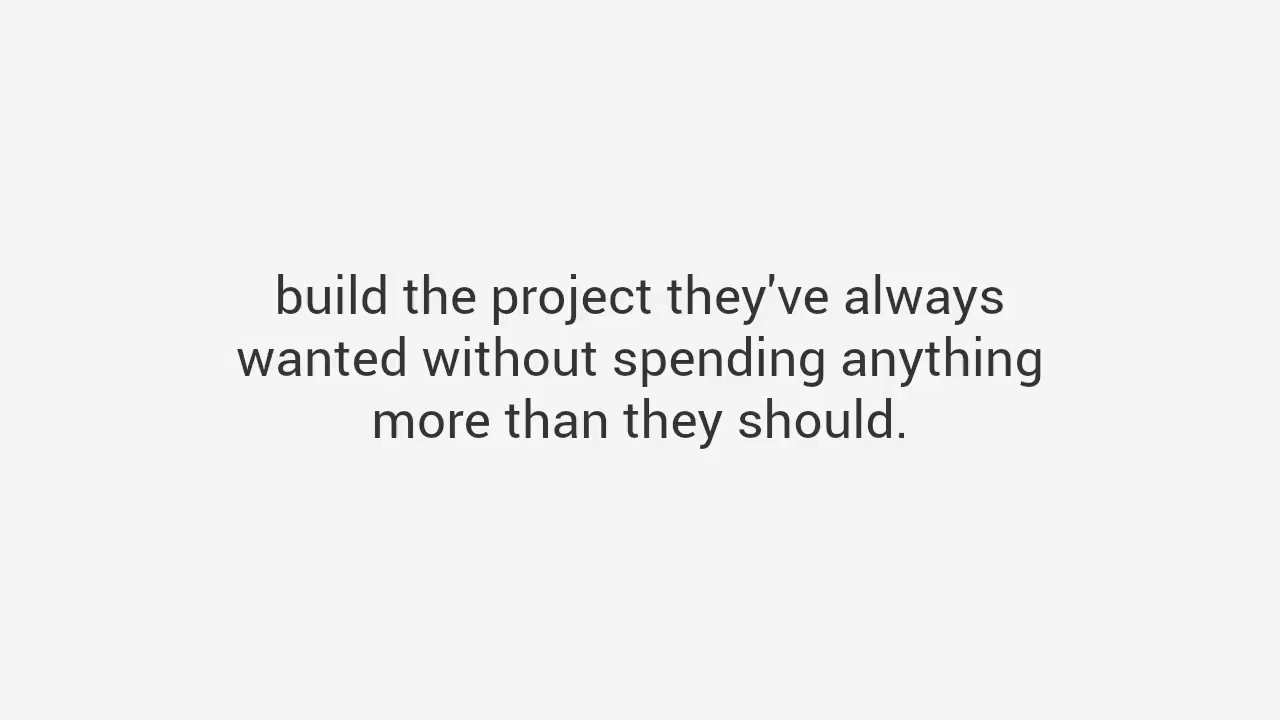 build the project they've always
wanted without spending anything
more than they should.